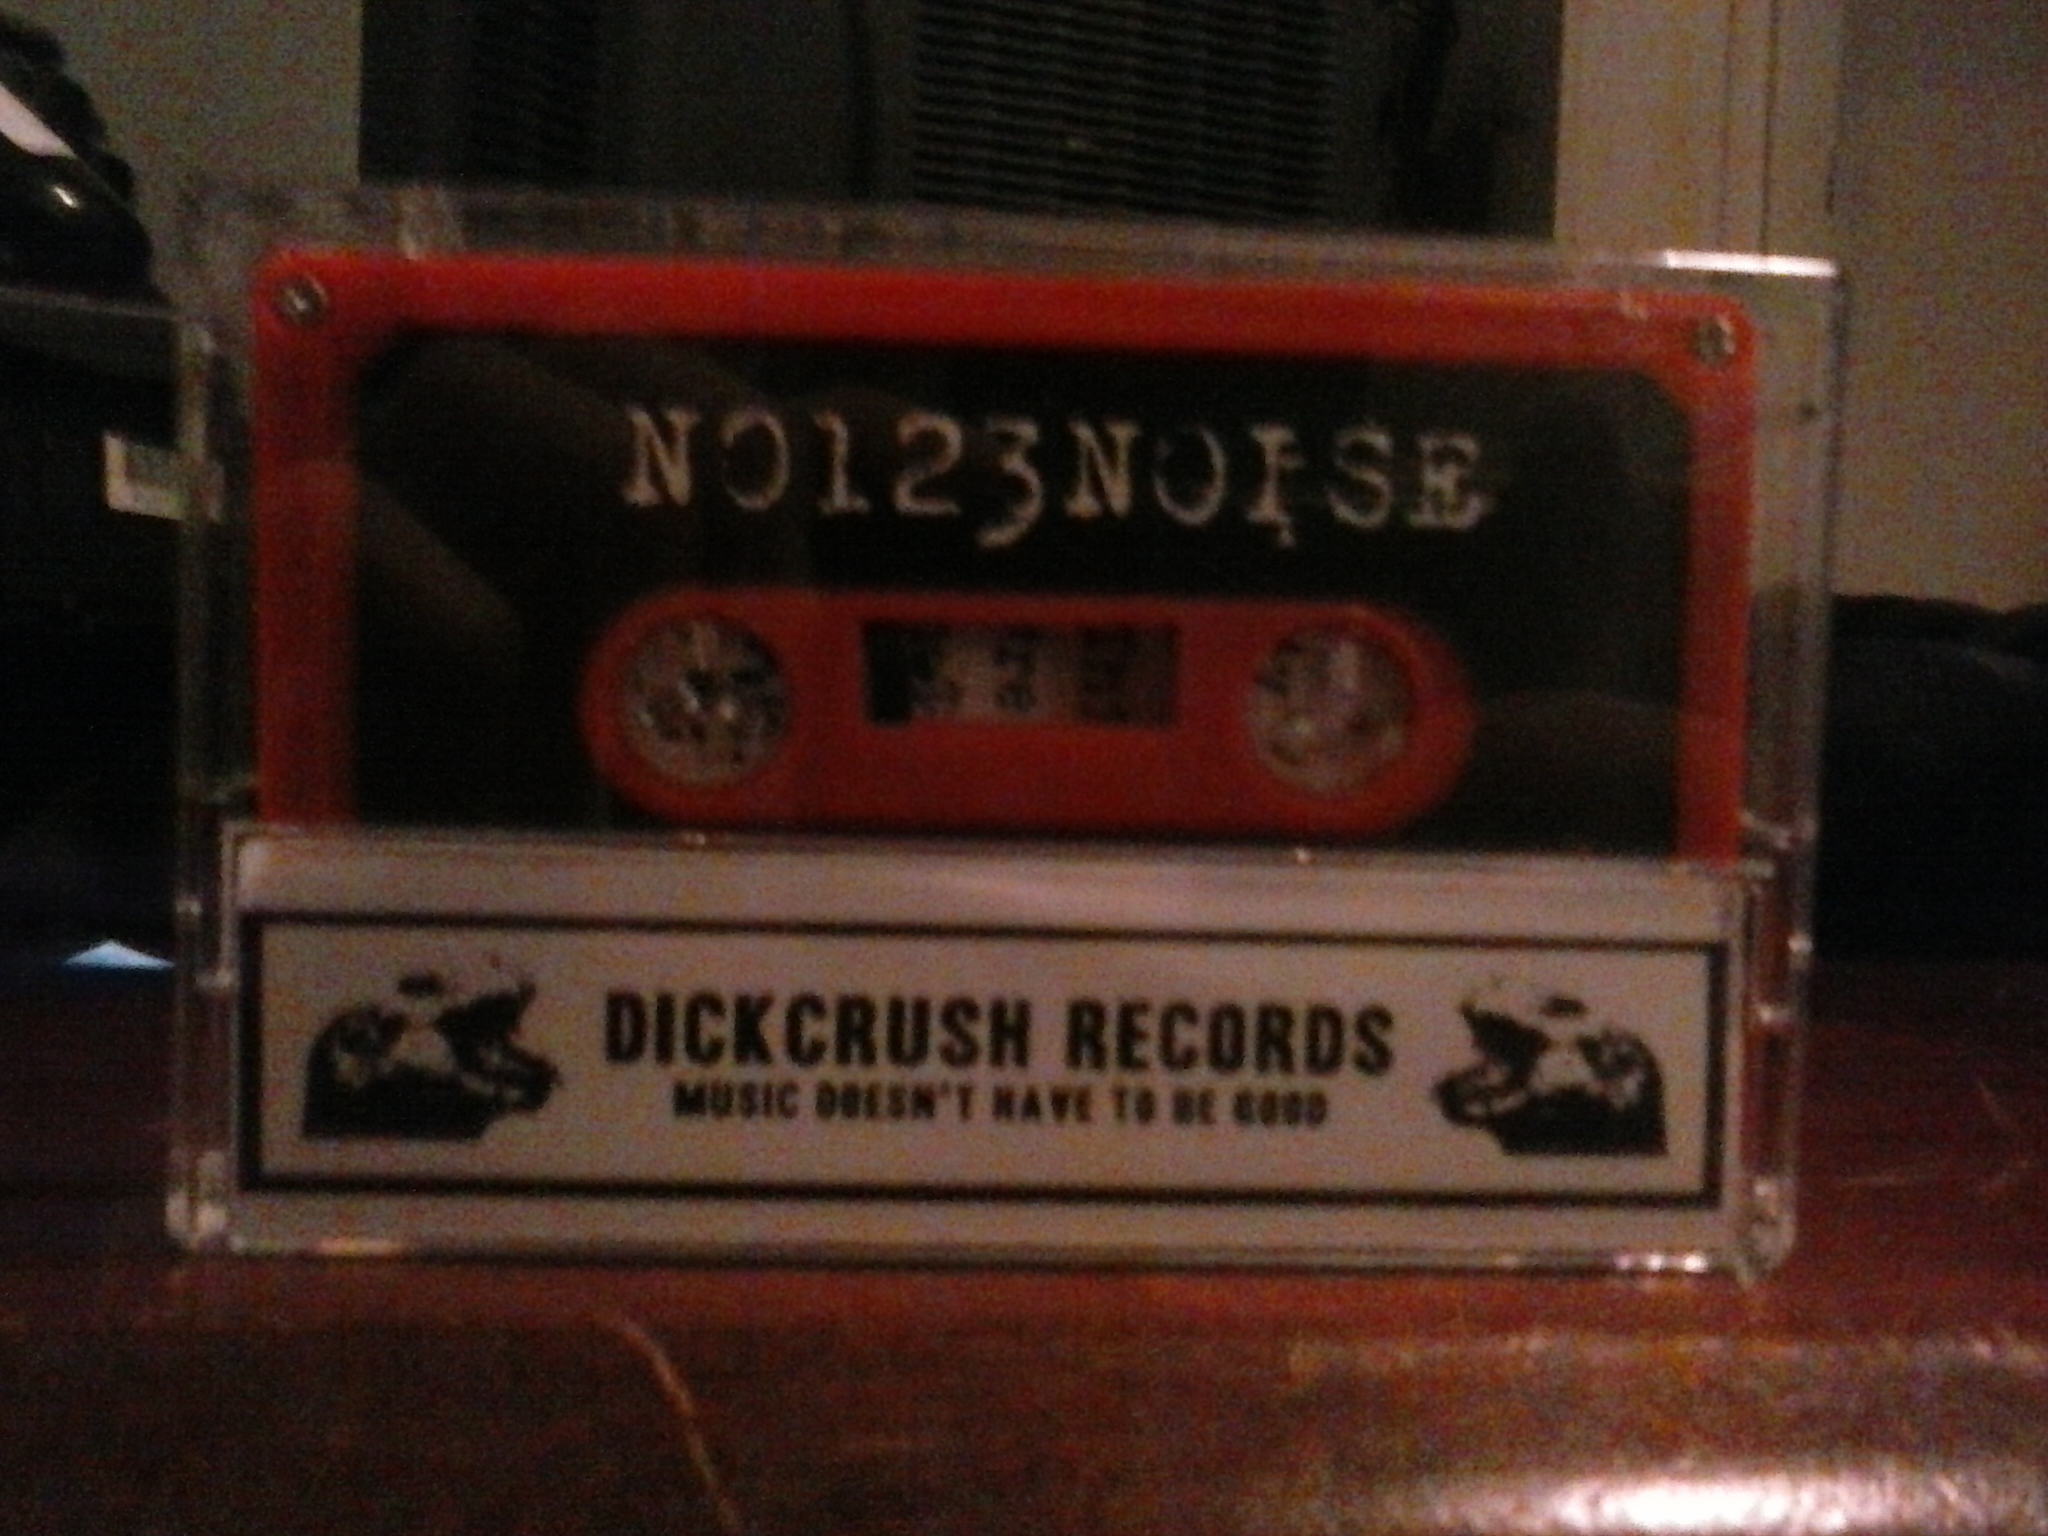 NO123NOISE
DICKCRUSH RECORDS
MUSIC DOESN'T HAVE TO BE GOOD